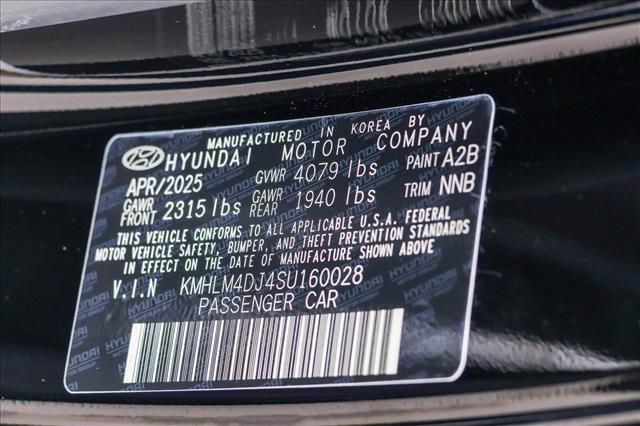 MANUFACTURED IN KOREA BY
HYUNDAI MOTOR COMPANY
APR/2025 GVWR 4079 lbs PAINT A2B
GAWR FRONT 2315 lbs GAWR REAR 1940 lbs TRIM NNB
THIS VEHICLE CONFORMS TO ALL APPLICABLE U.S.A. FEDERAL
MOTOR VEHICLE SAFETY, BUMPER, AND THEFT PREVENTION STANDARDS
IN EFFECT ON THE DATE OF MANUFACTURE SHOWN ABOVE
V.I.N KMHLM4DJ4SU160028
PASSENGER CAR